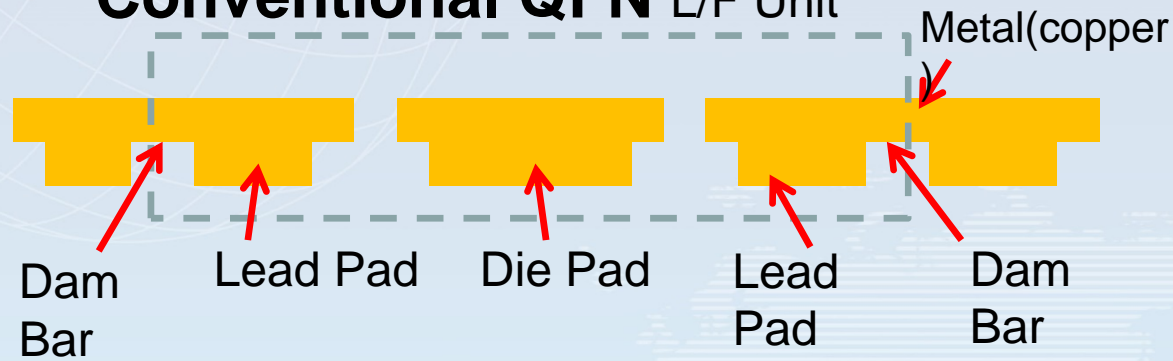 Conventional QFN L/F Unit
Metal(copper
)
Dam
Bar
Lead Pad
Die Pad
Lead
Pad
Dam
Bar